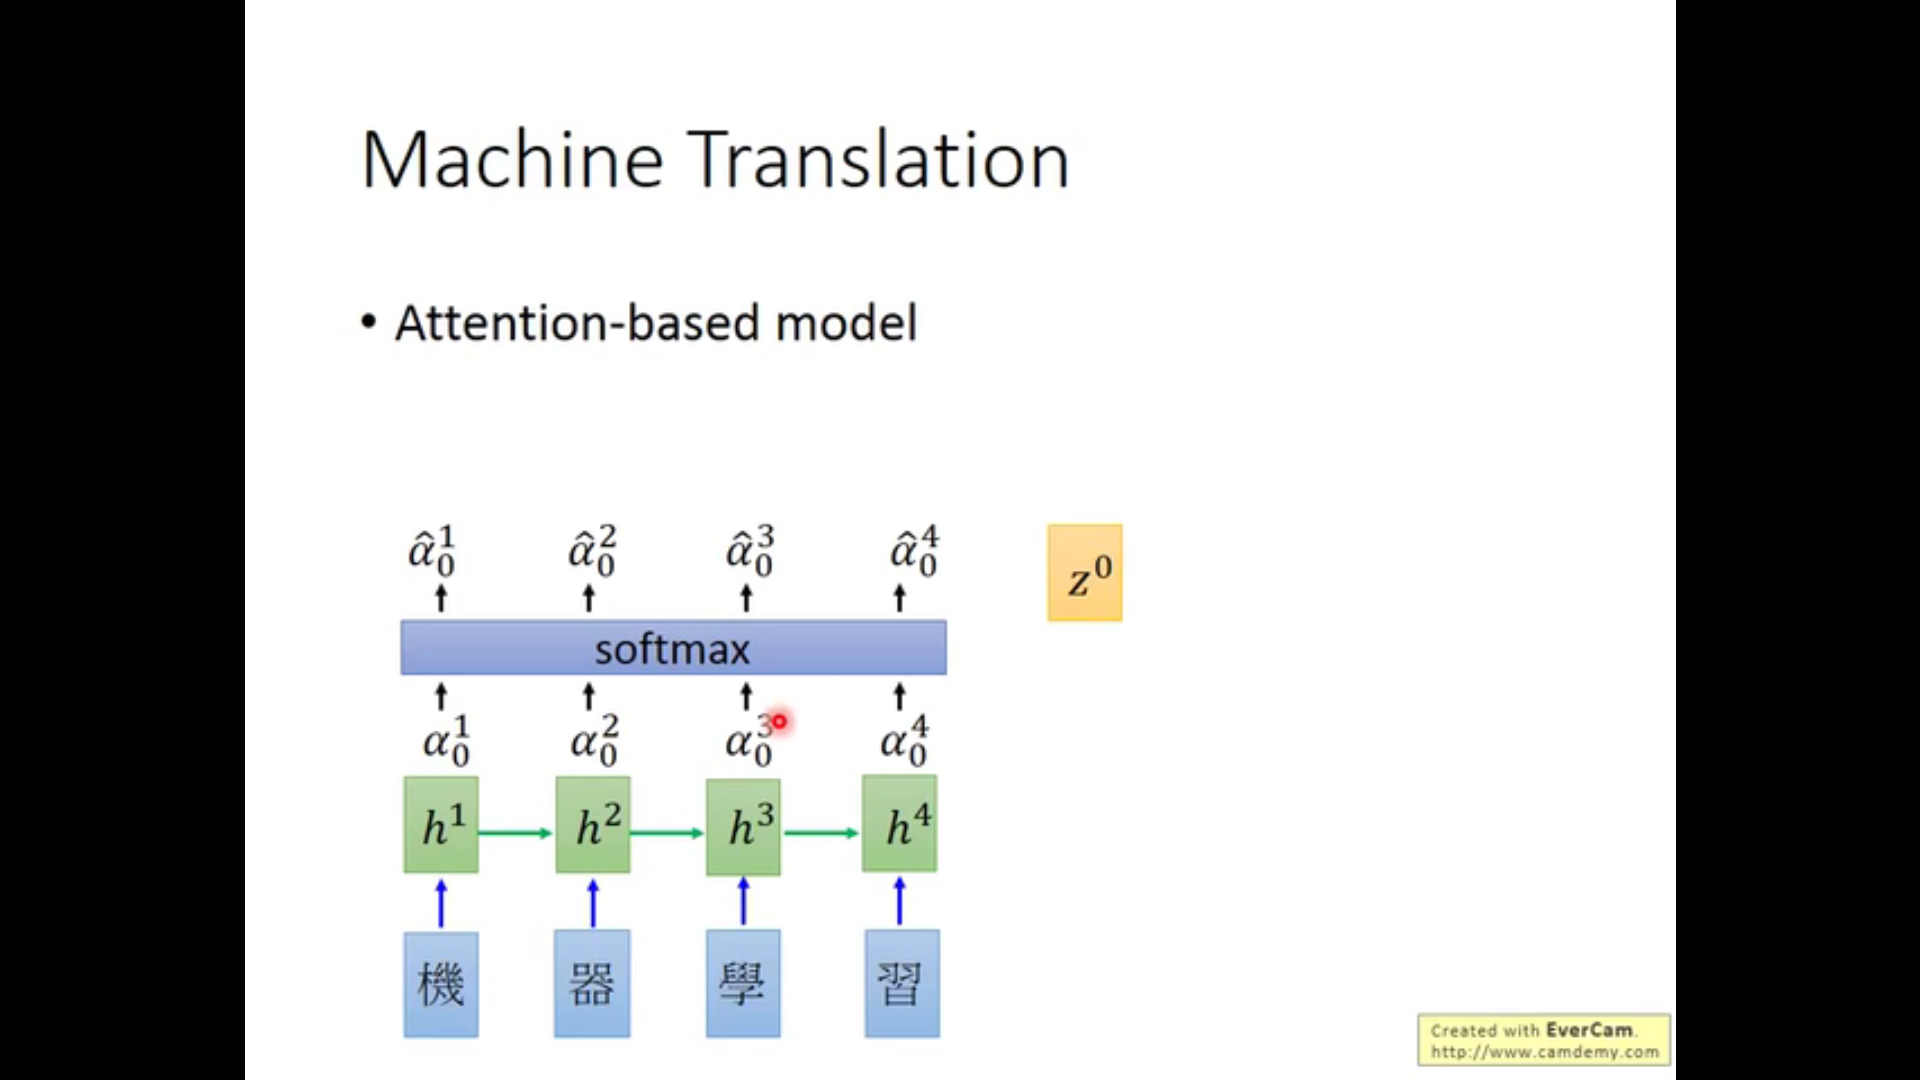 Machine Translation
• Attention-based model
α̂₀¹ α̂₀² α̂₀³ α̂₀⁴
z⁰
softmax
α₀¹ α₀² α₀³ α₀⁴
h¹ h² h³ h⁴
機 器 學 習
Created with EverCam.
http://www.camdemy.com